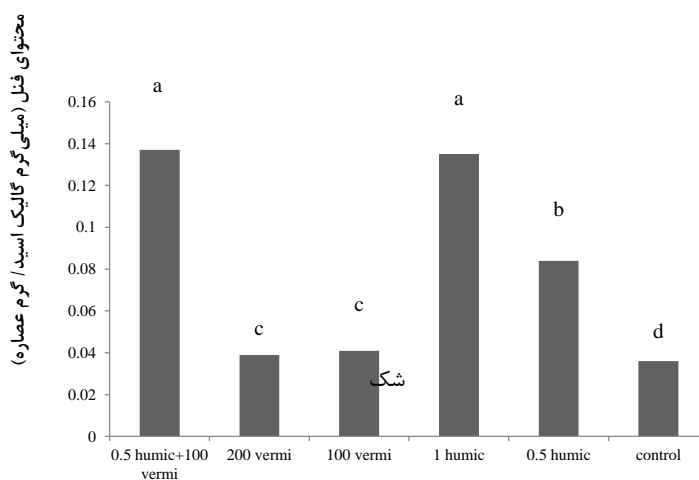 محتوای فنل (میلی‌گرم گالیک اسید/ گرم عصاره)
a
a
0.16
0.14
0.12
b
0.1
0.08
c
c
d
0.06
0.04
شک
0.02
0
0.5 humic+100
vermi
200 vermi
100 vermi
1 humic
0.5 humic
control